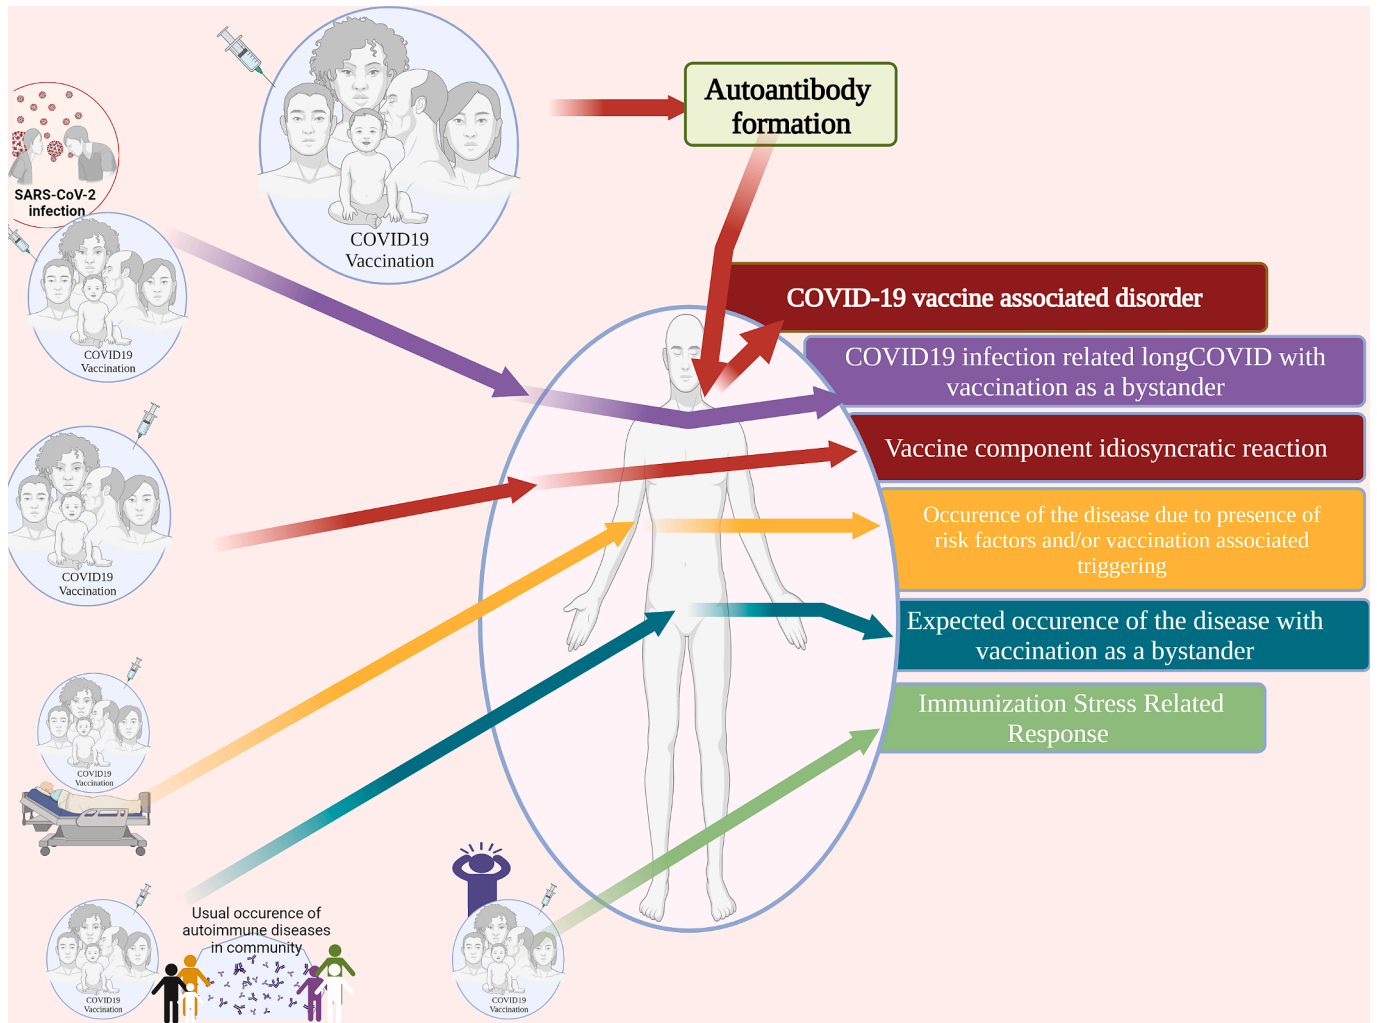 Autoantibody
formation
SARS-CoV-2
infection
COVID19
Vaccination
COVID19
Vaccination
COVID-19 vaccine associated disorder
COVID19 infection related longCOVID with
vaccination as a bystander
Vaccine component idiosyncratic reaction
COVID19
Vaccination
Occurence of the disease due to presence of
risk factors and/or vaccination associated
triggering
Expected occurence of the disease with
vaccination as a bystander
Immunization Stress Related
Response
COVID19
Vaccination
Usual occurence of
autoimmune diseases
in community
COVID19
Vaccination
COVID19
Vaccination